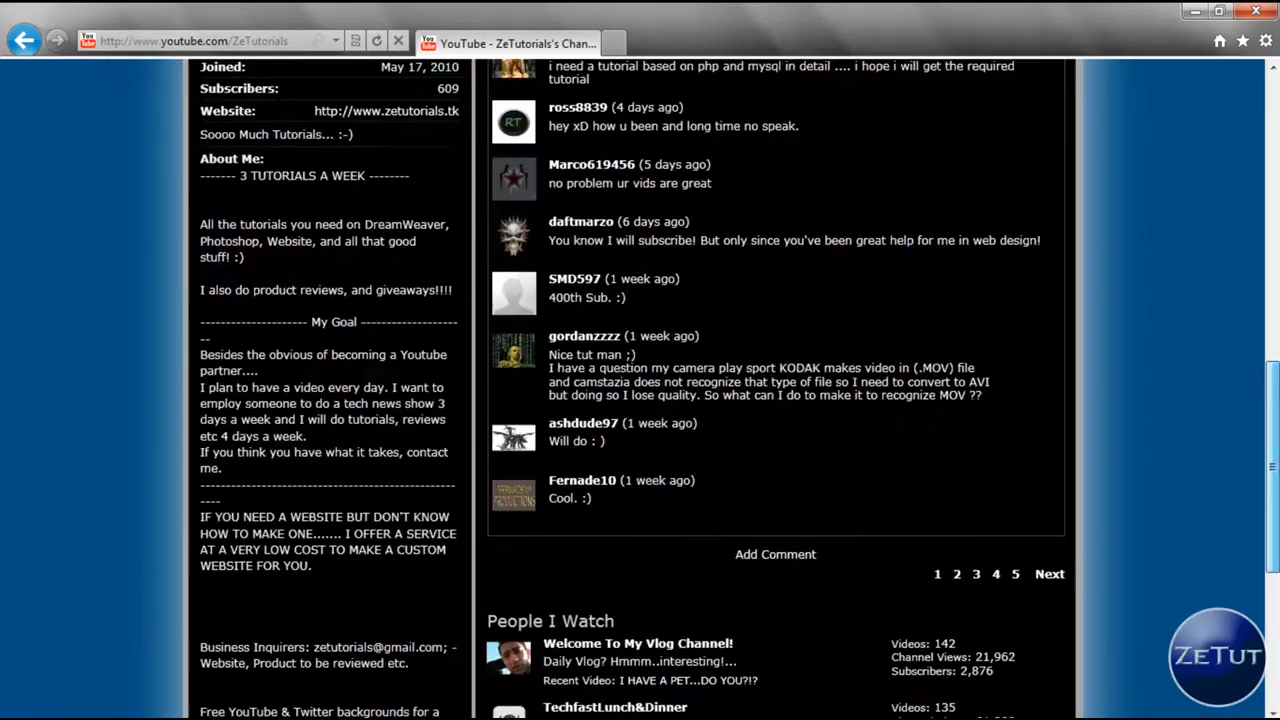 http://www.youtube.com/ZeTutorials
You Tube
YouTube - ZeTutorials's Chan...
Joined: May 17, 2010
Subscribers: 609
Website: http://www.zetutorials.tk
Soooo Much Tutorials... :-)
About Me:
------- 3 TUTORIALS A WEEK --------
All the tutorials you need on DreamWeaver,
Photoshop, Website, and all that good
stuff! :)
I also do product reviews, and giveaways!!!!
--------------------- My Goal -------------------
--
Besides the obvious of becoming a Youtube
partner....
I plan to have a video every day. I want to
employ someone to do a tech news show 3
days a week and I will do tutorials, reviews
etc 4 days a week.
If you think you have what it takes, contact
me.
--------------------------------------------------
----
IF YOU NEED A WEBSITE BUT DON'T KNOW
HOW TO MAKE ONE....... I OFFER A SERVICE
AT A VERY LOW COST TO MAKE A CUSTOM
WEBSITE FOR YOU.
Business Inquirers: zetutorials@gmail.com; -
Website, Product to be reviewed etc.
Free YouTube & Twitter backgrounds for a
i need a tutorial based on php and mysql in detail .... i hope i will get the required
tutorial
RT
ross8839 (4 days ago)
hey xD how u been and long time no speak.
Marco619456 (5 days ago)
no problem ur vids are great
daftmarzo (6 days ago)
You know I will subscribe! But only since you've been great help for me in web design!
SMD597 (1 week ago)
400th Sub. :)
gordanzzzz (1 week ago)
Nice tut man ;)
I have a question my camera play sport KODAK makes video in (.MOV) file
and camstazia does not recognize that type of file so I need to convert to AVI
but doing so I lose quality. So what can I do to make it to recognize MOV ??
ashdude97 (1 week ago)
Will do : )
Fernade10 (1 week ago)
Cool. :)
Add Comment
1 2 3 4 5 Next
People I Watch
Welcome To My Vlog Channel!
Daily Vlog? Hmmm..interesting!...
Recent Video: I HAVE A PET...DO YOU?!?
Videos: 142
Channel Views: 21,962
Subscribers: 2,876
TechfastLunch&Dinner
Videos: 135
ZETUT